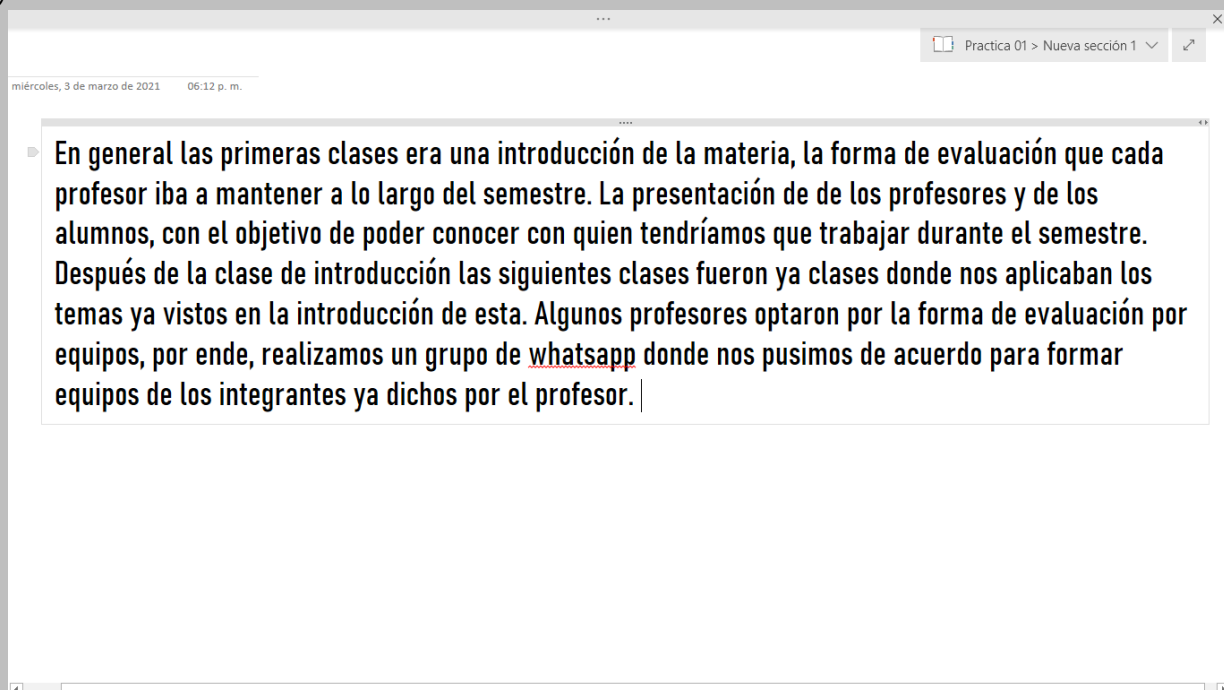 Practica 01 > Nueva sección 1
miércoles, 3 de marzo de 2021 06:12 p. m.
En general las primeras clases era una introducción de la materia, la forma de evaluación que cada
profesor iba a mantener a lo largo del semestre. La presentación de de los profesores y de los
alumnos, con el objetivo de poder conocer con quien tendríamos que trabajar durante el semestre.
Después de la clase de introducción las siguientes clases fueron ya clases donde nos aplicaban los
temas ya vistos en la introducción de esta. Algunos profesores optaron por la forma de evaluación por
equipos, por ende, realizamos un grupo de whatsapp donde nos pusimos de acuerdo para formar
equipos de los integrantes ya dichos por el profesor.